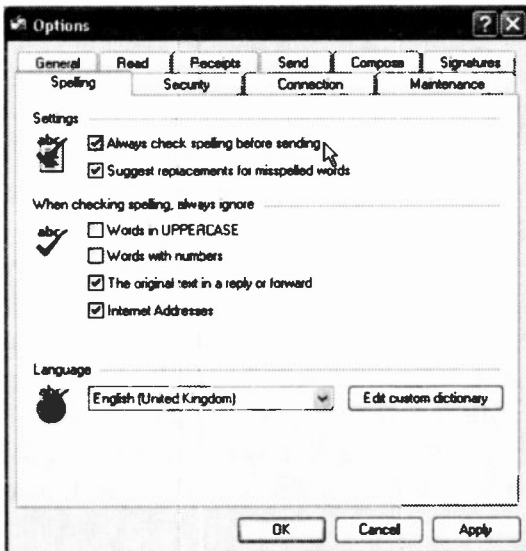 Options
General Read Receipts Send Compose Signatures
Spelling Security Connection Maintenance
Settings
abc
Always check spelling before sending
Suggest replacements for misspelled words
When checking spelling, always ignore
abc
Words in UPPERCASE
Words with numbers
The original text in a reply or forward
Internet Addresses
Language
English (United Kingdom) Edit custom dictionary
OK Cancel Apply